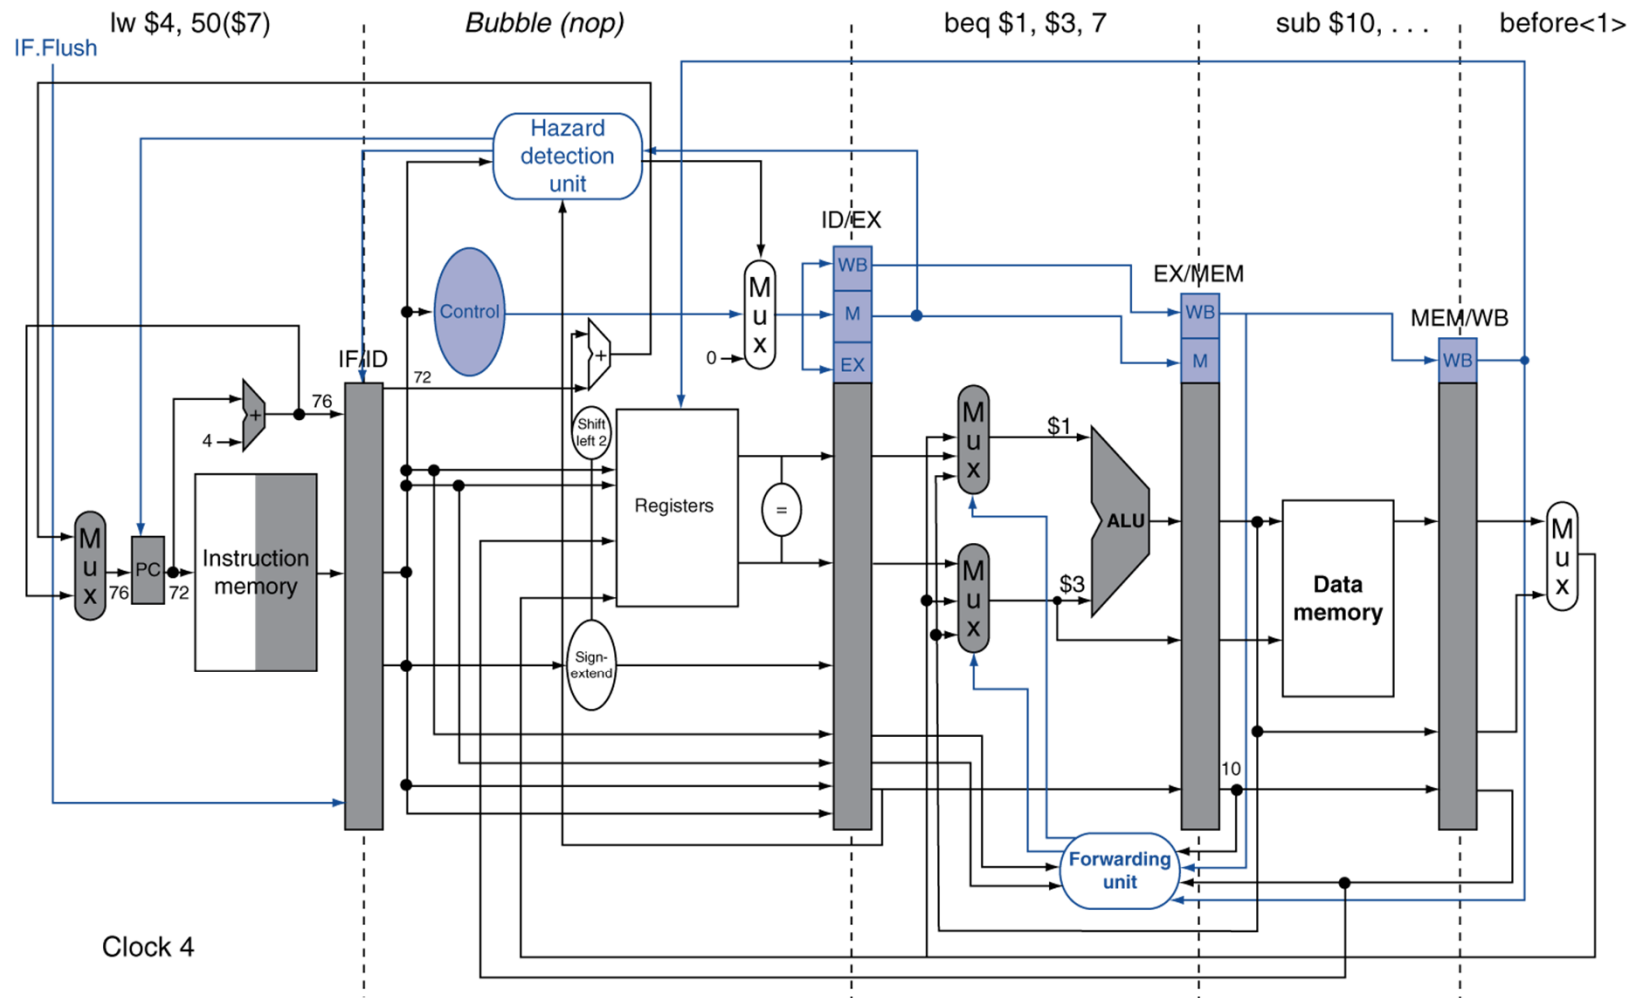 lw $4, 50($7)
Bubble (nop)
beq $1, $3, 7
sub $10, . . .
before<1>
IF.Flush
Hazard
detection
unit
ID/EX
WB
M
EX
EX/MEM
WB
M
MEM/WB
WB
Control
M
u
x
0
IF/ID
72
+
76
+
4
Shift
left 2
Registers
=
M
u
x
$1
ALU
M
u
x
$3
M
u
x
76
PC
72
Instruction
memory
Data
memory
M
u
x
Sign-
extend
10
Forwarding
unit
Clock 4